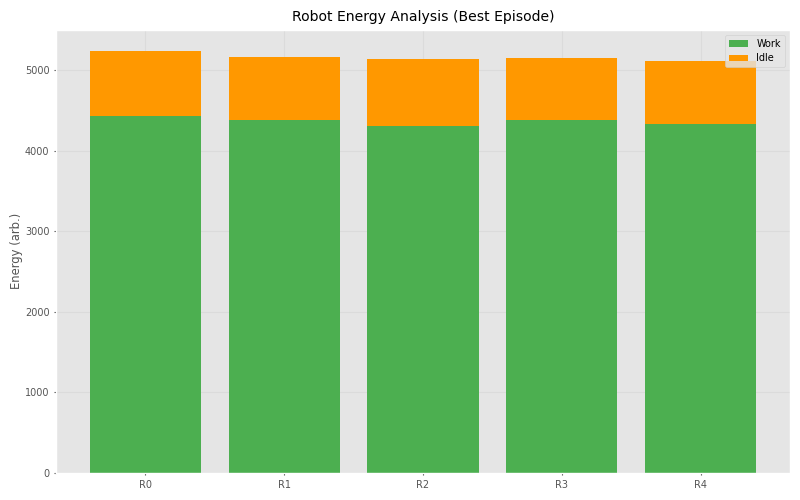 Robot Energy Analysis (Best Episode)
Work
Idle
Energy (arb.)
5000
4000
3000
2000
1000
0
R0 R1 R2 R3 R4